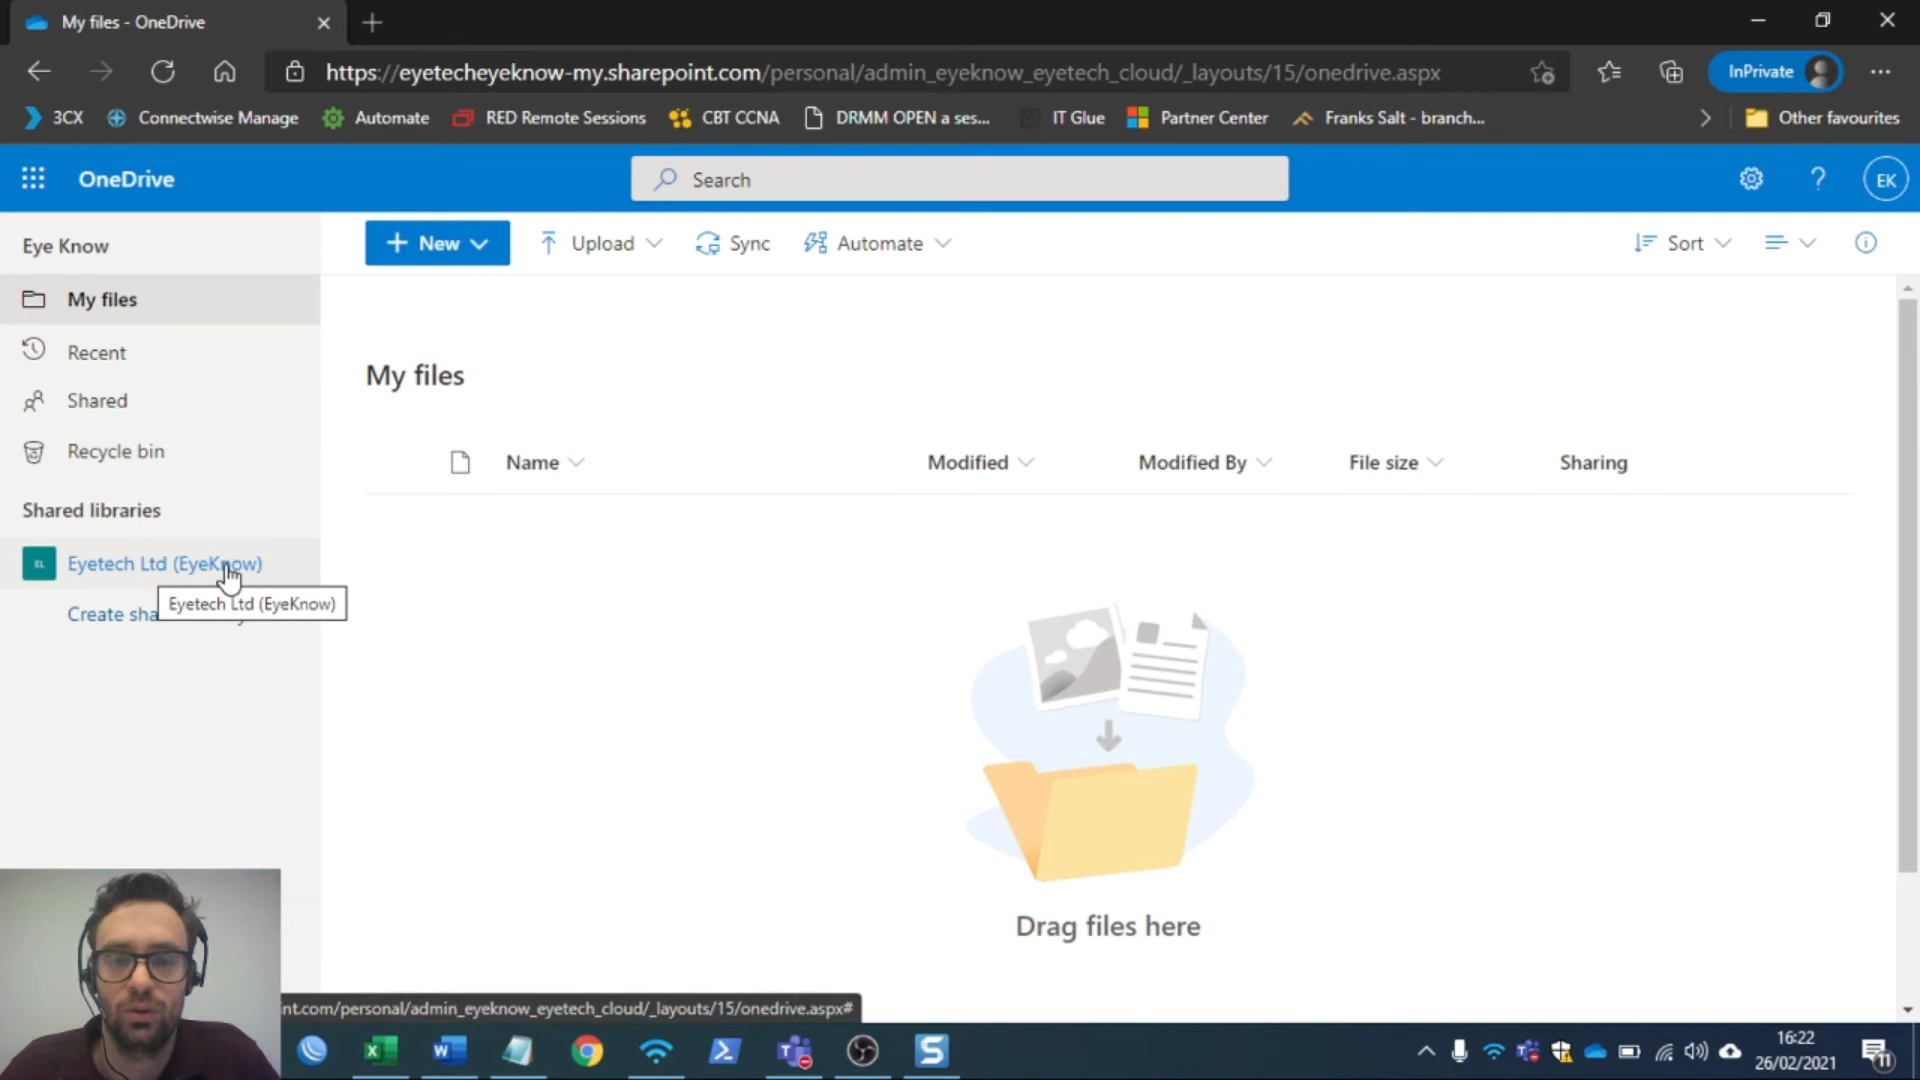 My files - OneDrive
https://eyetecheyeknow-my.sharepoint.com/personal/admin_eyeknow_eyetech_cloud/_layouts/15/onedrive.aspx
InPrivate
3CX
Connectwise Manage
Automate
RED Remote Sessions
CBT CCNA
DRMM OPEN a ses...
IT Glue
Partner Center
Franks Salt - branch...
Other favourites
OneDrive
Search
?
EK
Eye Know
+ New
Upload
Sync
Automate
Sort
My files
Recent
Shared
Recycle bin
Shared libraries
EL
Eyetech Ltd (EyeKnow)
Eyetech Ltd (EyeKnow)
Create sha
My files
Name
Modified
Modified By
File size
Sharing
Drag files here
int.com/personal/admin_eyeknow_eyetech_cloud/_layouts/15/onedrive.aspx#
16:22
26/02/2021
11